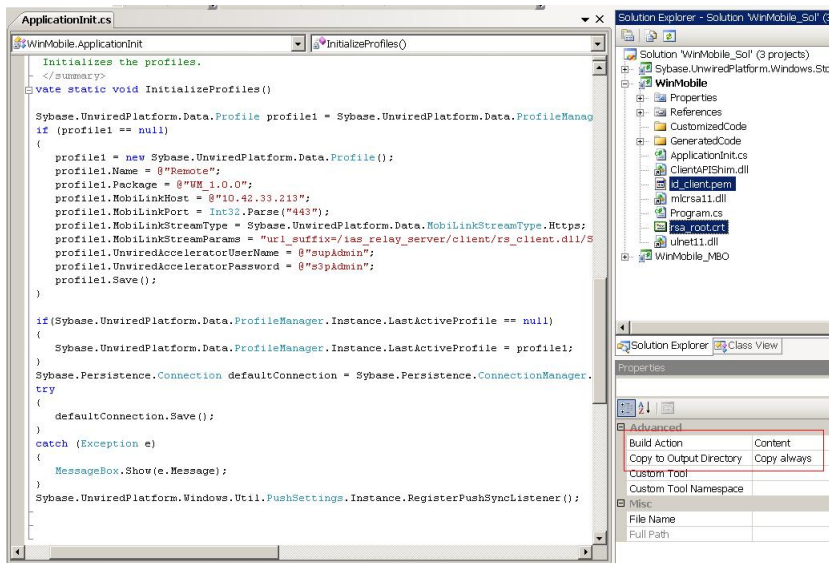 ApplicationInit.cs
WinMobile.ApplicationInit
InitializeProfiles()
Initializes the profiles.
</summary>
vate static void InitializeProfiles()
Sybase.UnwiredPlatform.Data.Profile profile1 = Sybase.UnwiredPlatform.Data.ProfileManag
if (profile1 == null)
{
profile1 = new Sybase.UnwiredPlatform.Data.Profile();
profile1.Name = @"Remote";
profile1.Package = @"WM_1.0.0";
profile1.MobiLinkHost = @"10.42.33.213";
profile1.MobiLinkPort = Int32.Parse("443");
profile1.MobiLinkStreamType = Sybase.UnwiredPlatform.Data.MobiLinkStreamType.Https;
profile1.MobiLinkStreamParams = "url_suffix=/ias_relay_server/client/rs_client.dll/S
profile1.UnwiredAcceleratorUserName = @"supAdmin";
profile1.UnwiredAcceleratorPassword = @"s3pAdmin";
profile1.Save();
}
if(Sybase.UnwiredPlatform.Data.ProfileManager.Instance.LastActiveProfile == null)
{
Sybase.UnwiredPlatform.Data.ProfileManager.Instance.LastActiveProfile = profile1;
}
Sybase.Persistence.Connection defaultConnection = Sybase.Persistence.ConnectionManager.
try
{
defaultConnection.Save();
}
catch (Exception e)
{
MessageBox.Show(e.Message);
}
Sybase.UnwiredPlatform.Windows.Util.PushSettings.Instance.RegisterPushSyncListener();
Solution Explorer - Solution 'WinMobile_Sol' (3
Solution 'WinMobile_Sol' (3 projects)
Sybase.UnwiredPlatform.Windows.Sto
WinMobile
Properties
References
CustomizedCode
GeneratedCode
ApplicationInit.cs
ClientAPIShim.dll
id_client.pem
mlcrsa11.dll
Program.cs
rsa_root.crt
ulnet11.dll
WinMobile_MBO
Solution Explorer
Class View
Properties
Advanced
Build Action Content
Copy to Output Directory Copy always
Custom Tool
Custom Tool Namespace
Misc
File Name
Full Path